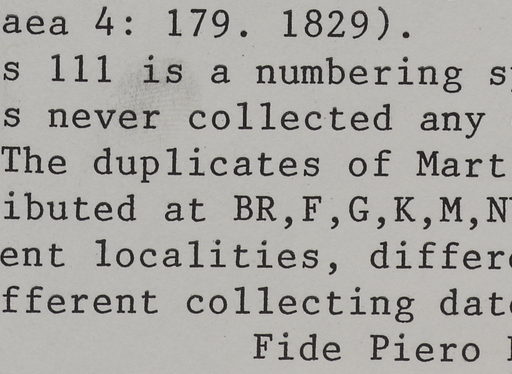 aea 4: 179. 1829).
s 111 is a numbering
s never collected any
The duplicates of Mart
ibuted at BR,F,G,K,M,N
ent localities, differ
fferent collecting dat
Fide Piero